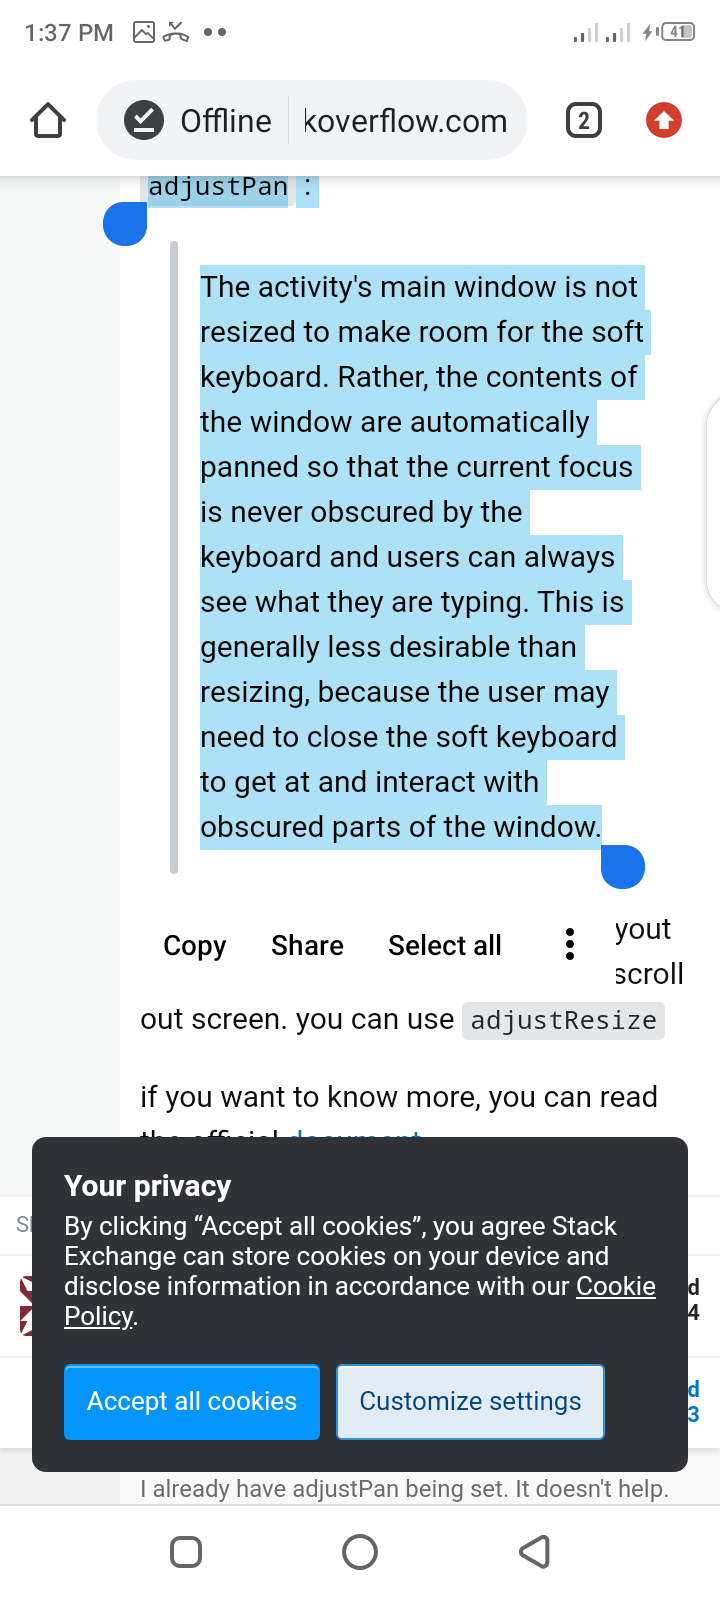 1:37 PM
41
Offline
koverflow.com
2
adjustPan :
The activity's main window is not
resized to make room for the soft
keyboard. Rather, the contents of
the window are automatically
panned so that the current focus
is never obscured by the
keyboard and users can always
see what they are typing. This is
generally less desirable than
resizing, because the user may
need to close the soft keyboard
to get at and interact with
obscured parts of the window.
Copy Share Select all
yout
scroll
out screen. you can use adjustResize
if you want to know more, you can read
the official document
Your privacy
By clicking “Accept all cookies”, you agree Stack
Exchange can store cookies on your device and
disclose information in accordance with our Cookie
Policy.
d
4
Accept all cookies
Customize settings
d
3
I already have adjustPan being set. It doesn't help.